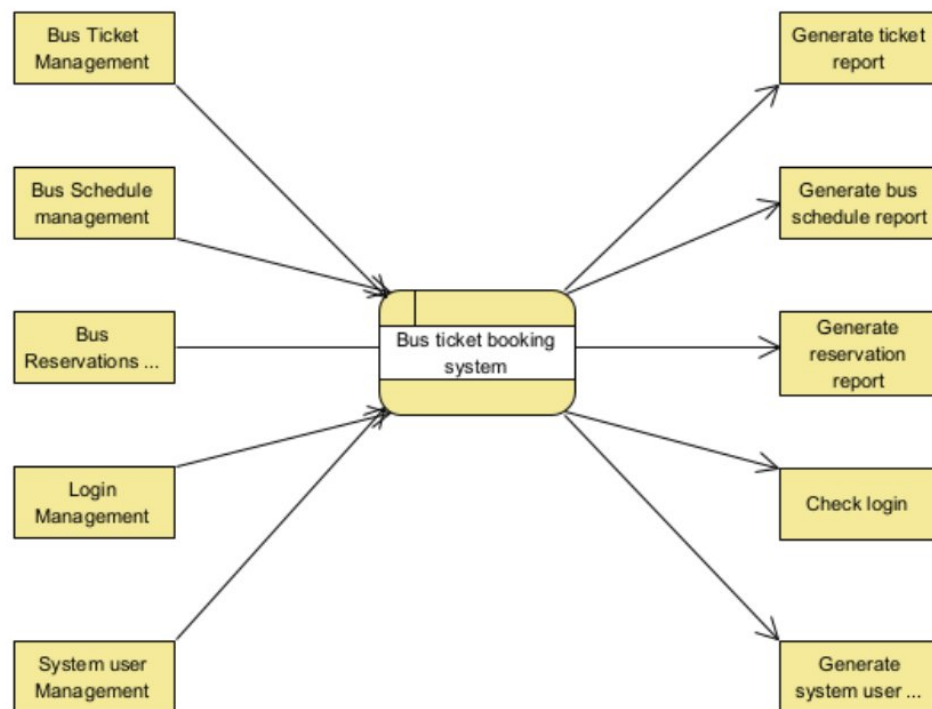 Bus Ticket
Management
Generate ticket
report
Bus Schedule
management
Generate bus
schedule report
Bus
Reservations ...
Bus ticket booking
system
Generate
reservation
report
Login
Management
Check login
System user
Management
Generate
system user ...